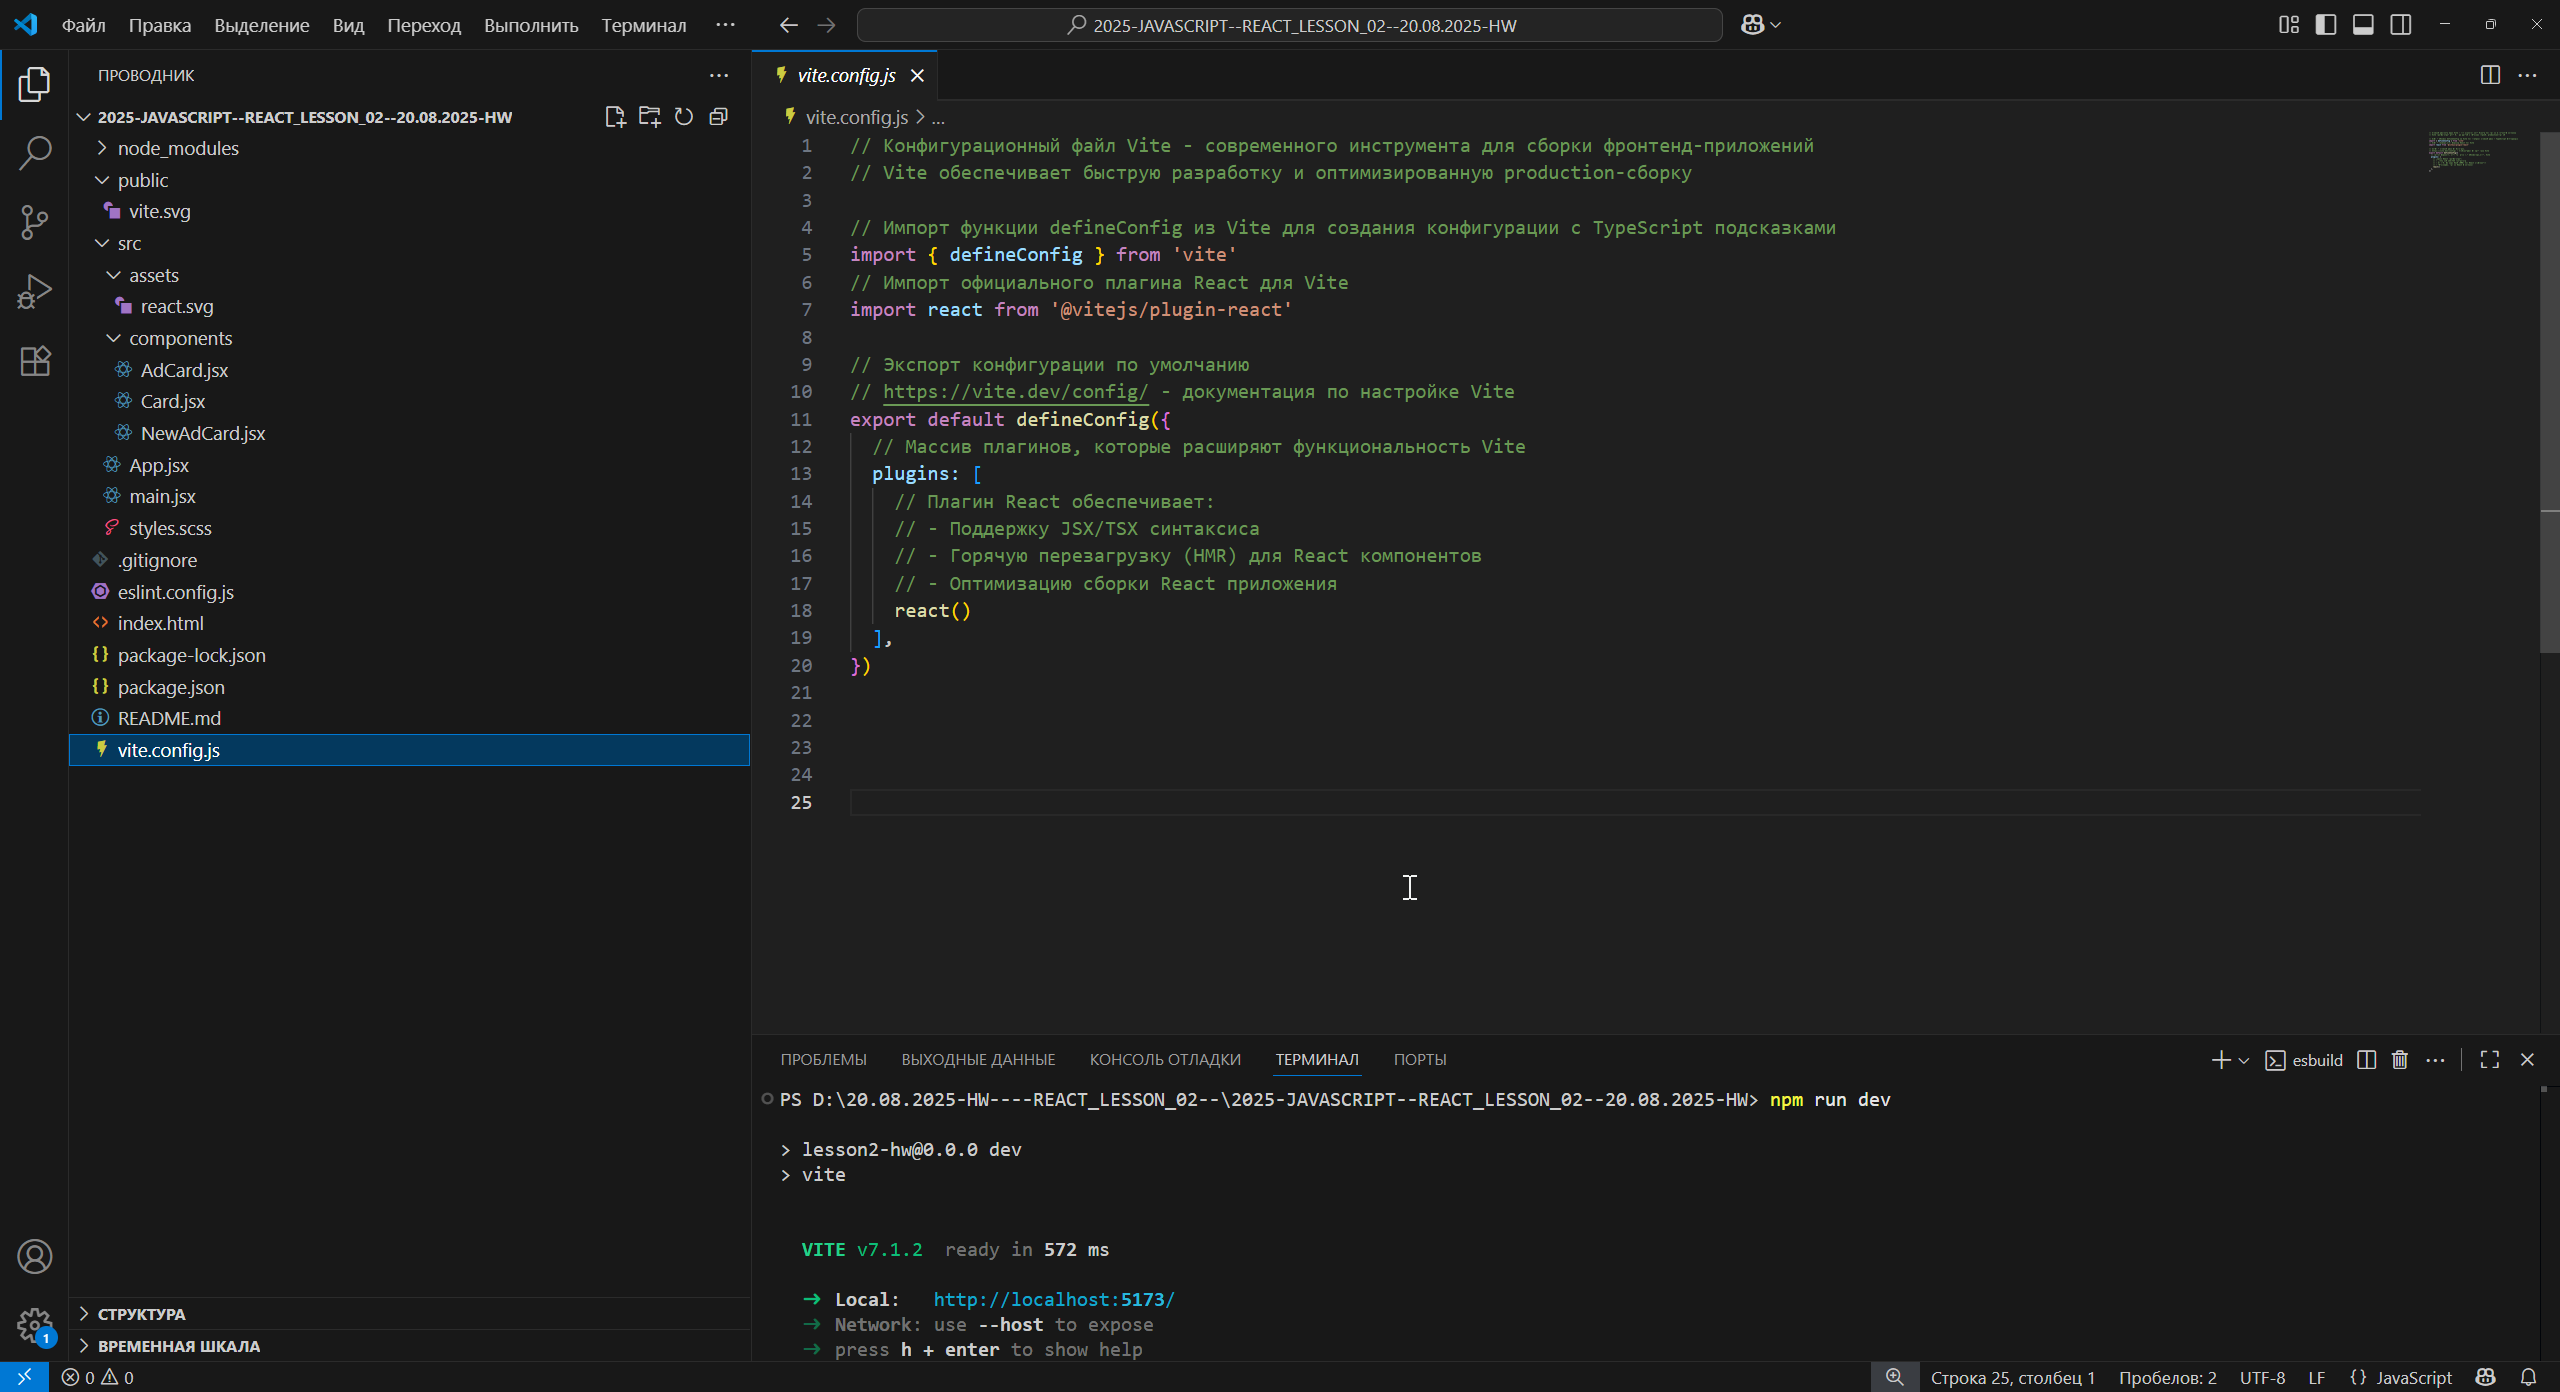 Файл Правка Выделение Вид Переход Выполнить Терминал ···
2025-JAVASCRIPT--REACT_LESSON_02--20.08.2025-HW
ПРОВОДНИК
2025-JAVASCRIPT--REACT_LESSON_02--20.08.2025-HW
node_modules
public
vite.svg
src
assets
react.svg
components
AdCard.jsx
Card.jsx
NewAdCard.jsx
App.jsx
main.jsx
styles.scss
.gitignore
eslint.config.js
index.html
package-lock.json
package.json
README.md
vite.config.js
СТРУКТУРА
ВРЕМЕННАЯ ШКАЛА
1
vite.config.js
vite.config.js > ...
1 // Конфигурационный файл Vite - современного инструмента для сборки фронтенд-приложений
2 // Vite обеспечивает быструю разработку и оптимизированную production-сборку
3
4 // Импорт функции defineConfig из Vite для создания конфигурации с TypeScript подсказками
5 import { defineConfig } from 'vite'
6 // Импорт официального плагина React для Vite
7 import react from '@vitejs/plugin-react'
8
9 // Экспорт конфигурации по умолчанию
10 // https://vite.dev/config/ - документация по настройке Vite
11 export default defineConfig({
12 // Массив плагинов, которые расширяют функциональность Vite
13 plugins: [
14 // Плагин React обеспечивает:
15 // - Поддержку JSX/TSX синтаксиса
16 // - Горячую перезагрузку (HMR) для React компонентов
17 // - Оптимизацию сборки React приложения
18 react()
19 ],
20 })
21
22
23
24
25
ПРОБЛЕМЫ ВЫХОДНЫЕ ДАННЫЕ КОНСОЛЬ ОТЛАДКИ ТЕРМИНАЛ ПОРТЫ
esbuild
PS D:\20.08.2025-HW----REACT_LESSON_02--\2025-JAVASCRIPT--REACT_LESSON_02--20.08.2025-HW> npm run dev
> lesson2-hw@0.0.0 dev
> vite
VITE v7.1.2 ready in 572 ms
→ Local: http://localhost:5173/
→ Network: use --host to expose
→ press h + enter to show help
0 0
Строка 25, столбец 1 Пробелов: 2 UTF-8 LF {} JavaScript